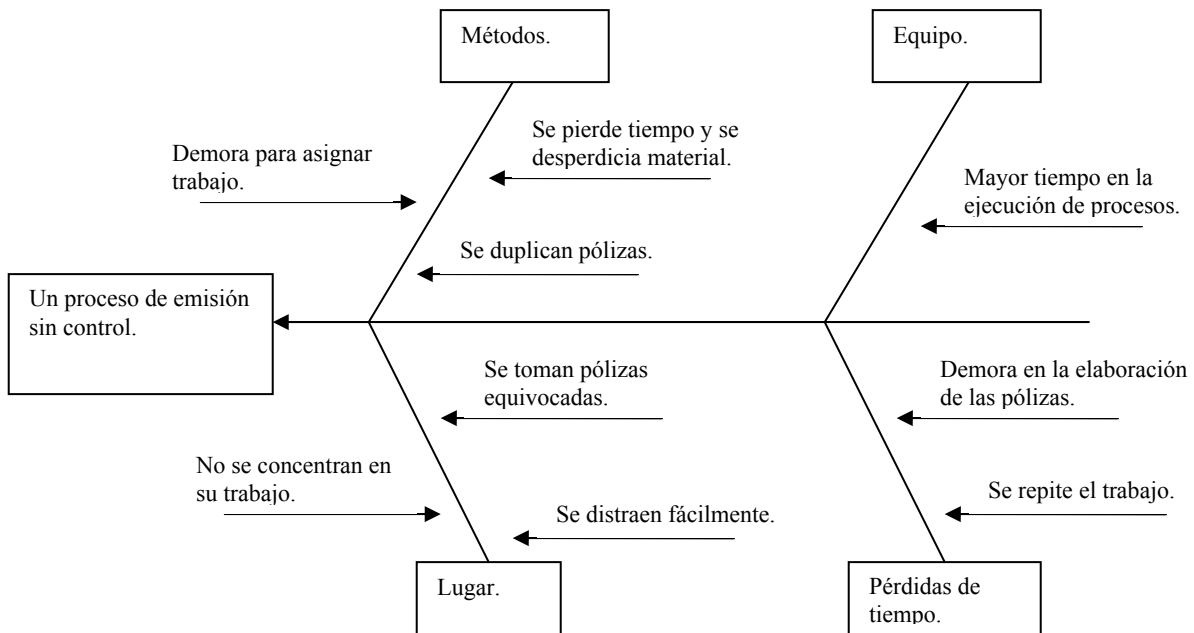 Métodos.
Equipo.
Se pierde tiempo y se
desperdicia material.
Demora para asignar
trabajo.
Mayor tiempo en la
ejecución de procesos.
Se duplican pólizas.
Un proceso de emisión
sin control.
Se toman pólizas
equivocadas.
Demora en la elaboración
de las pólizas.
No se concentran en
su trabajo.
Se repite el trabajo.
Se distraen fácilmente.
Lugar.
Pérdidas de
tiempo.